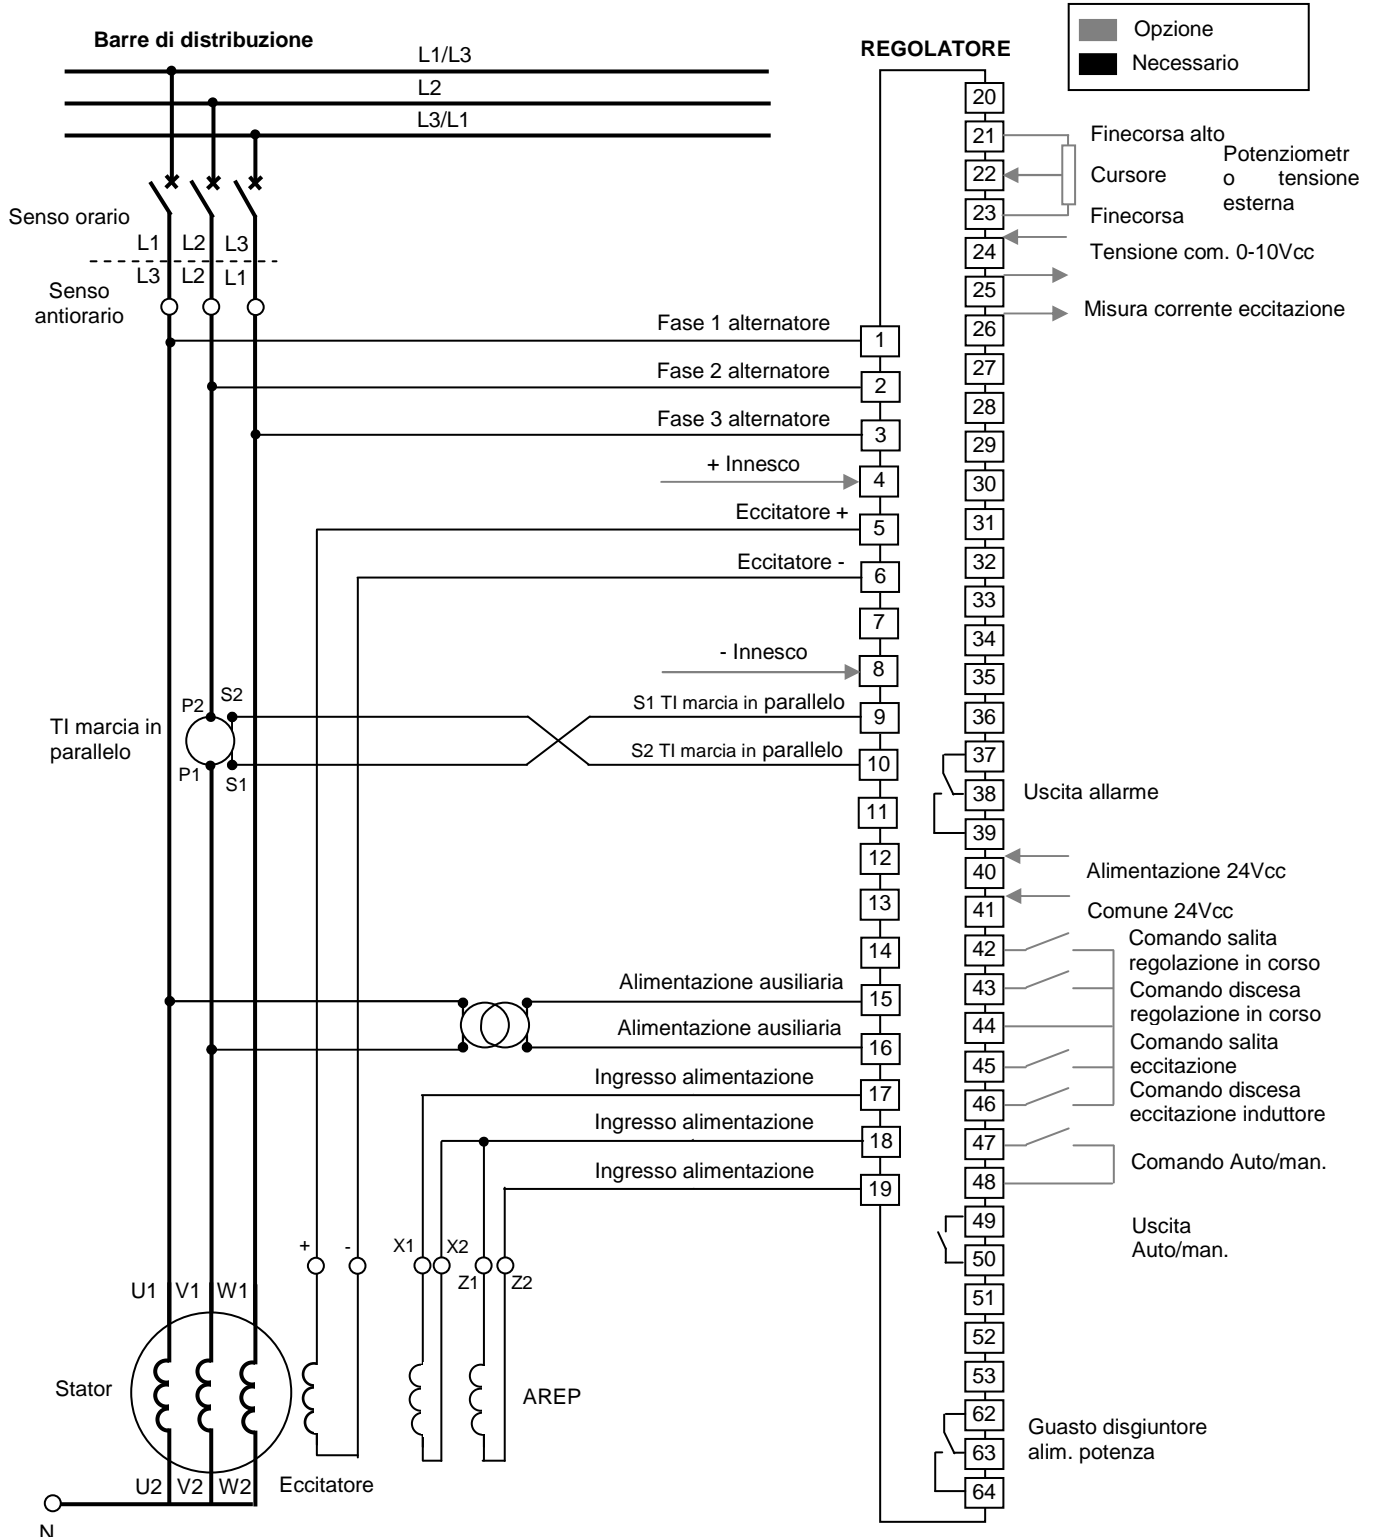 Barre di distribuzione
L1/L3
L2
L3/L1
REGOLATORE
Opzione
Necessario
Senso orario
L1 L2 L3
L3 L2 L1
Senso
antiorario
Fase 1 alternatore
Fase 2 alternatore
Fase 3 alternatore
+ Innesco
Eccitatore +
Eccitatore -
- Innesco
S1 TI marcia in parallelo
S2 TI marcia in parallelo
TI marcia in
parallelo
P2
S2
P1
S1
Alimentazione ausiliaria
Alimentazione ausiliaria
Ingresso alimentazione
Ingresso alimentazione
Ingresso alimentazione
1
2
3
4
5
6
7
8
9
10
11
12
13
14
15
16
17
18
19
20
21
22
23
24
25
26
27
28
29
30
31
32
33
34
35
36
37
38
39
40
41
42
43
44
45
46
47
48
49
50
51
52
53
62
63
64
Finecorsa alto
Cursore
Finecorsa
Potenziometr
o tensione
esterna
Tensione com. 0-10Vcc
Misura corrente eccitazione
Uscita allarme
Alimentazione 24Vcc
Comune 24Vcc
Comando salita
regolazione in corso
Comando discesa
regolazione in corso
Comando salita
eccitazione
Comando discesa
eccitazione induttore
Comando Auto/man.
Uscita
Auto/man.
Guasto disgiuntore
alim. potenza
+
-
X1
X2
Z1
Z2
U1 V1 W1
Stator
AREP
Eccitatore
U2 V2 W2
N